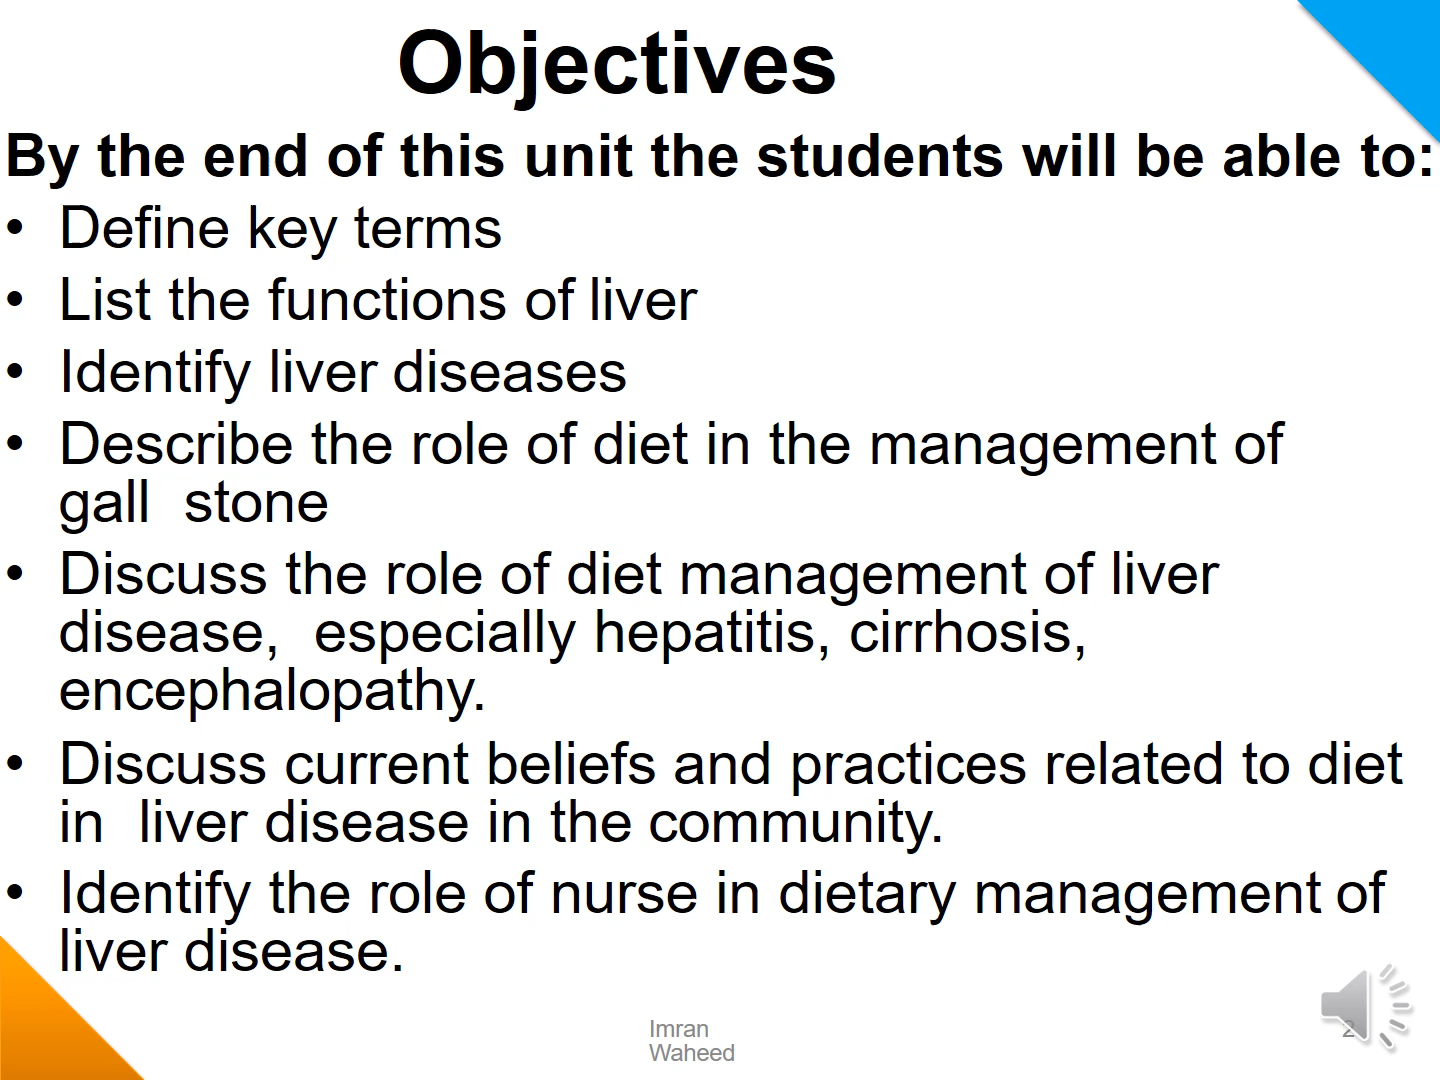 Objectives
By the end of this unit the students will be able to:
• Define key terms
• List the functions of liver
• Identify liver diseases
• Describe the role of diet in the management of
gall  stone
• Discuss the role of diet management of liver
disease,  especially hepatitis, cirrhosis,
encephalopathy.
• Discuss current beliefs and practices related to diet
in  liver disease in the community.
• Identify the role of nurse in dietary management of
liver disease.
Imran
Waheed
2